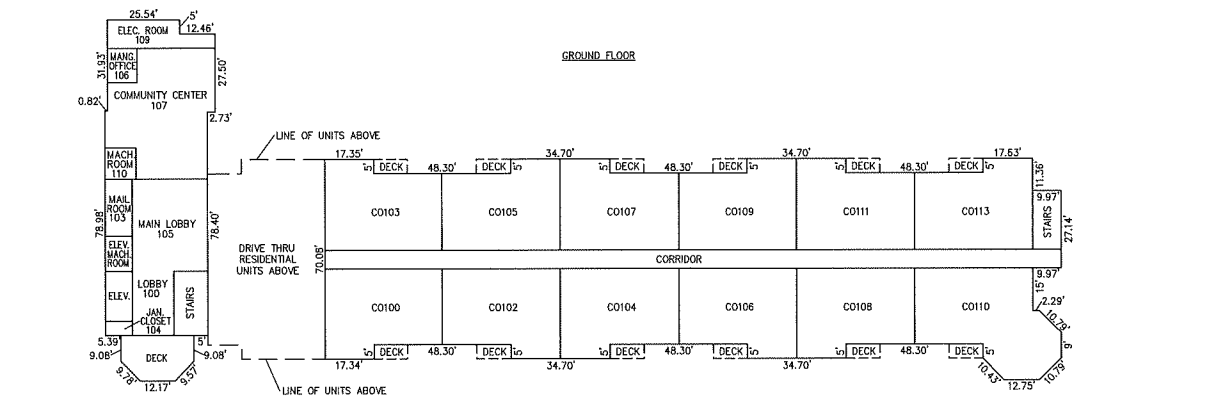 25.54'
5'
ELEC. ROOM
109
12.46'
GROUND FLOOR
31.93'
MANG.
OFFICE
106
27.50'
COMMUNITY CENTER
107
0.82'
2.73'
LINE OF UNITS ABOVE
MACH.
ROOM
110
17.35'
5'
DECK
48.30'
DECK
5'
34.70'
5'
DECK
48.30'
DECK
5'
34.70'
5'
DECK
48.30'
DECK
5'
17.63'
11.36'
9.97'
78.98'
MAIL
ROOM
103
MAIN LOBBY
105
78.40'
CO103
CO105
CO107
CO109
CO111
CO113
STAIRS
27.14'
ELEV.
MACH.
ROOM
DRIVE THRU
RESIDENTIAL
UNITS ABOVE
70.08'
CORRIDOR
9.97'
ELEV.
LOBBY
100
STAIRS
15'
JAN.
CLOSET
104
CO100
CO102
CO104
CO106
CO108
CO110
2.29'
10.79'
9'
10.79'
5.39'
5'
9.08'
DECK
9.08'
9.78'
12.17'
9.57'
17.34'
5'
DECK
48.30'
DECK
5'
34.70'
5'
DECK
48.30'
DECK
5'
34.70'
5'
DECK
48.30'
DECK
5'
10.43'
12.75'
LINE OF UNITS ABOVE